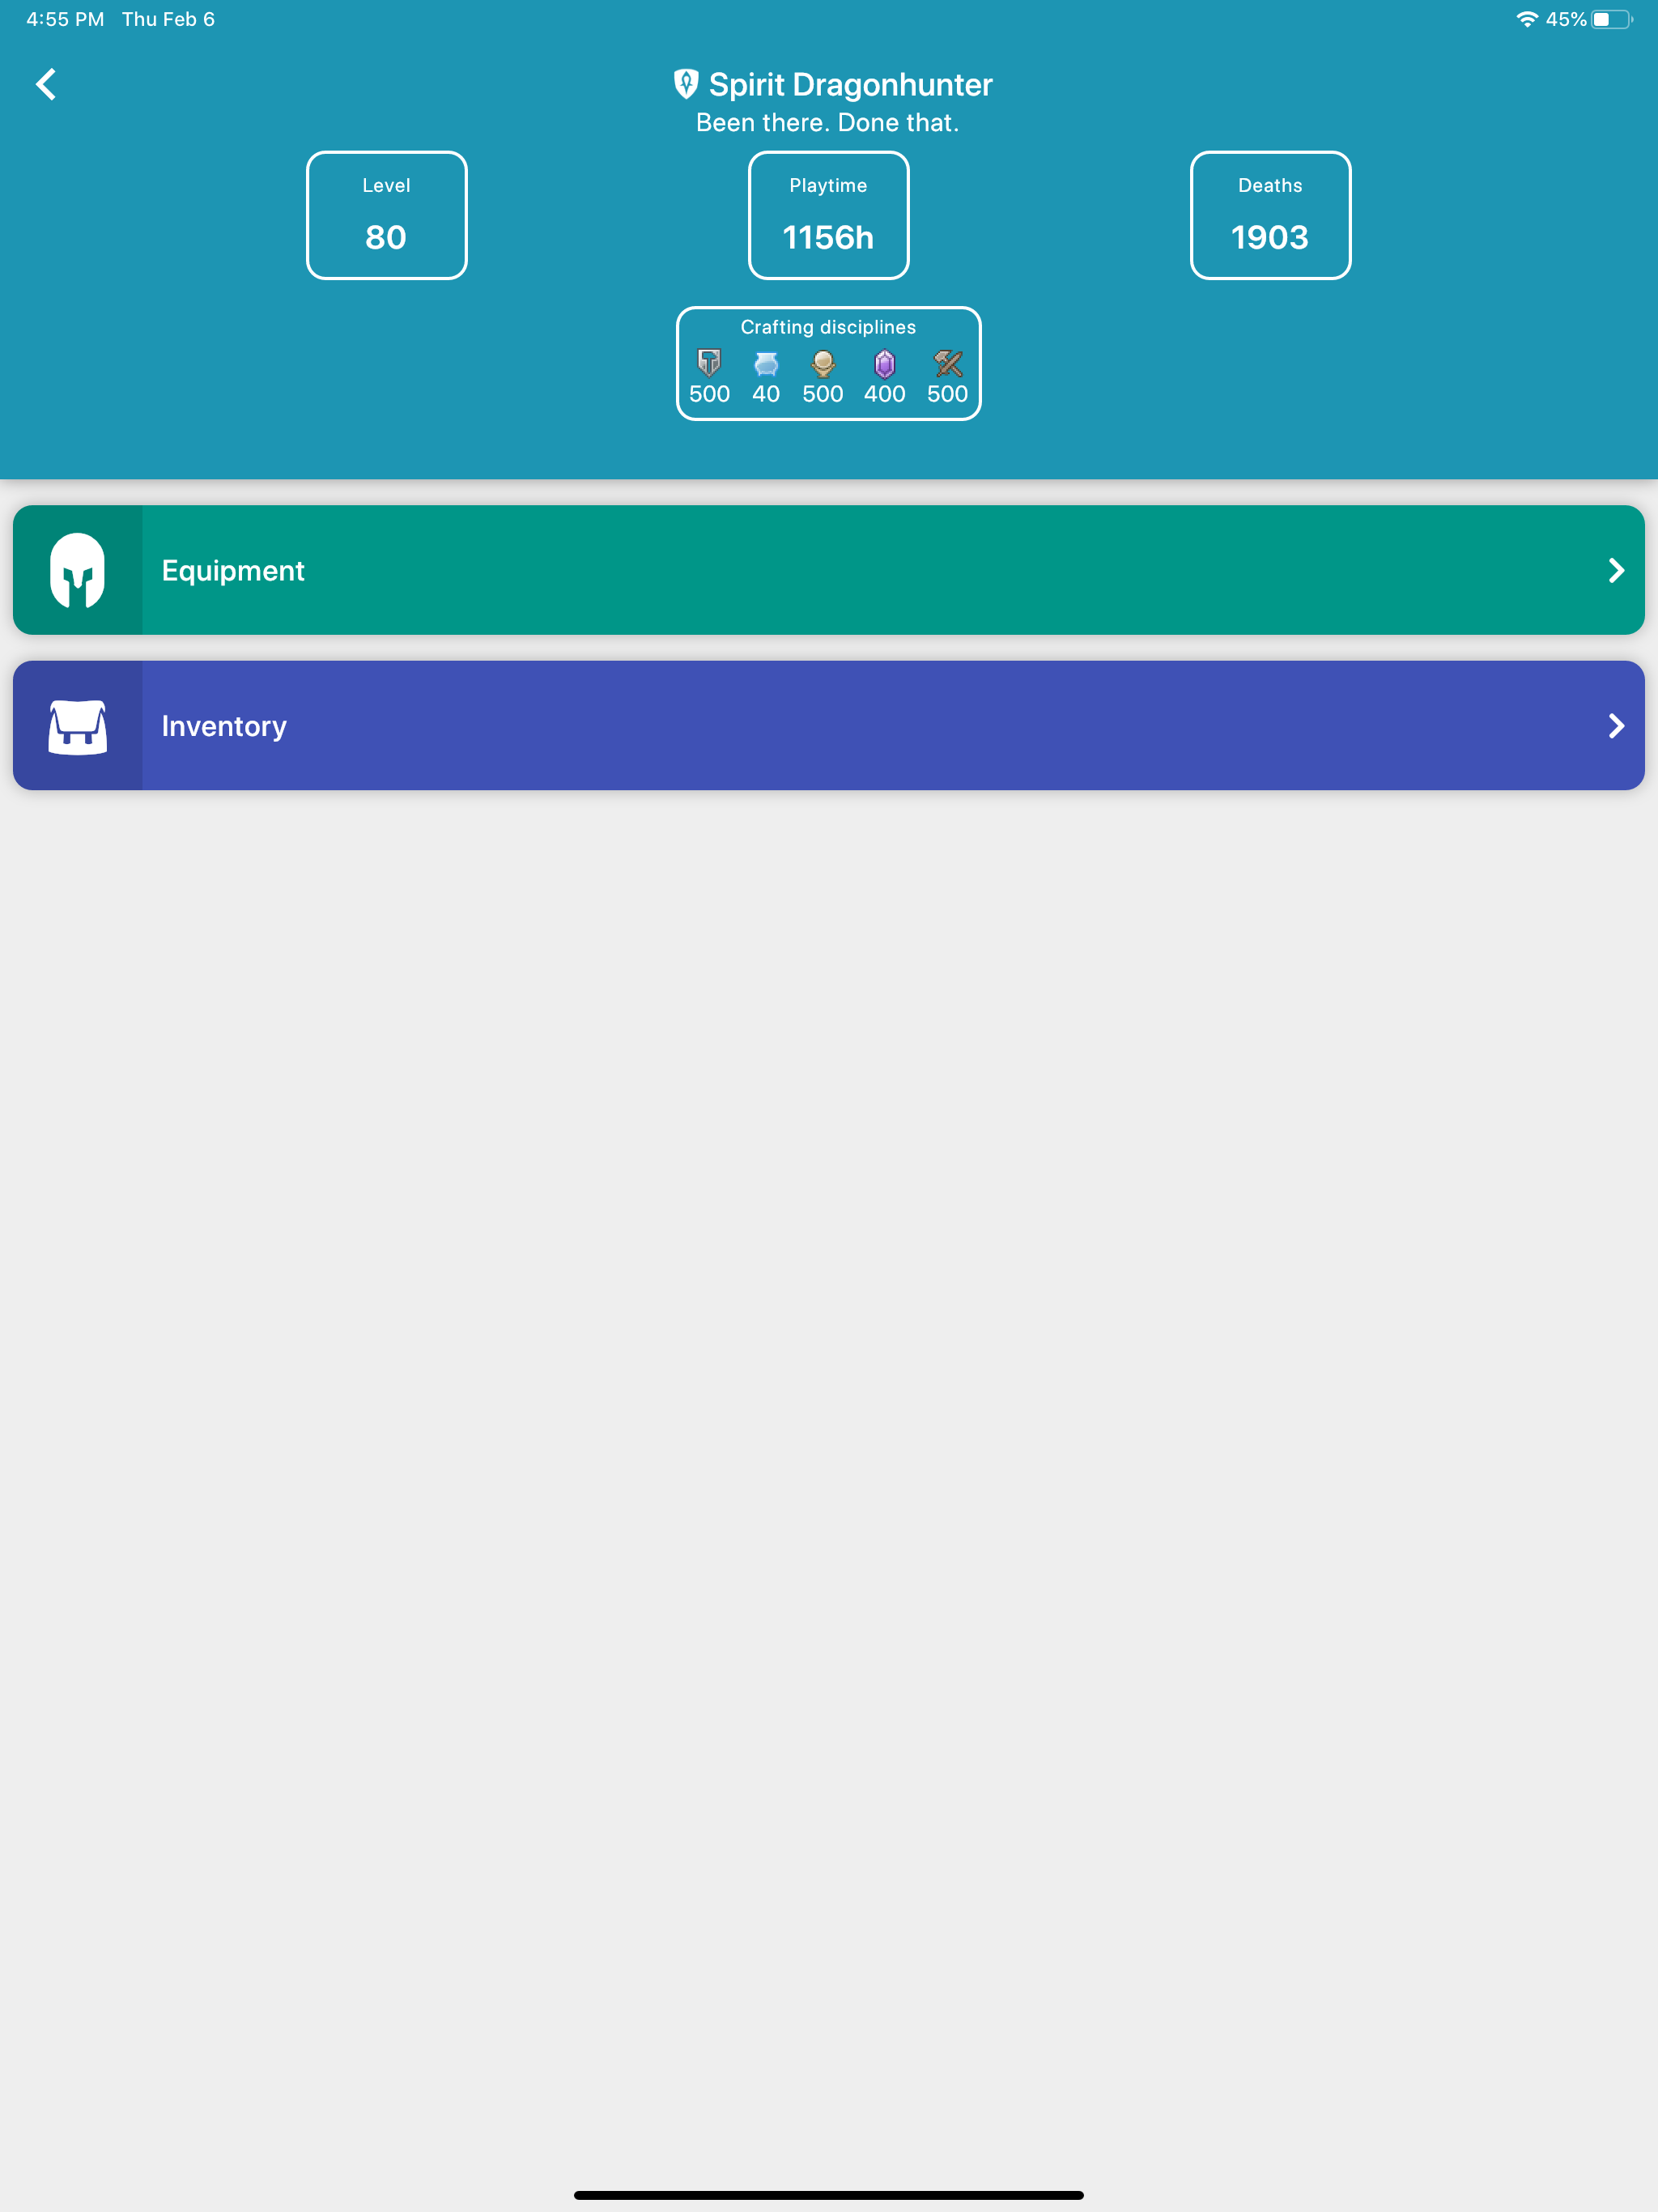 4:55 PM Thu Feb 6 45%
Spirit Dragonhunter
Been there. Done that.
Level Playtime Deaths
80 1156h 1903
Crafting disciplines
500 40 500 400 500
Equipment
Inventory